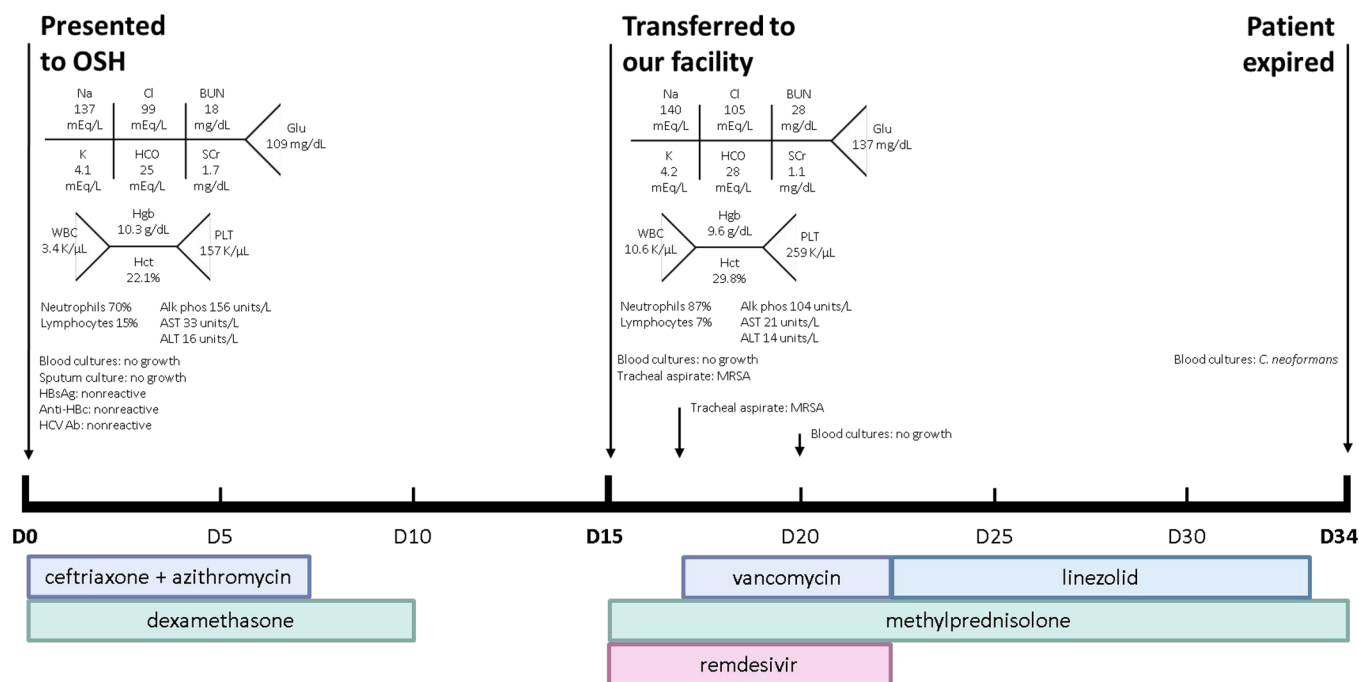 Presented
to OSH
Na
137
mEq/L
Cl
99
mEq/L
BUN
18
mg/dL
Glu
109 mg/dL
K
4.1
mEq/L
HCO
25
mEq/L
SCr
1.7
mg/dL
WBC
3.4 K/µL
Hgb
10.3 g/dL
PLT
157 K/µL
Hct
22.1%
Neutrophils 70%
Lymphocytes 15%
Alk phos 156 units/L
AST 33 units/L
ALT 16 units/L
Blood cultures: no growth
Sputum culture: no growth
HBsAg: nonreactive
Anti-HBc: nonreactive
HCV Ab: nonreactive
Transferred to
our facility
Na
140
mEq/L
Cl
105
mEq/L
BUN
28
mg/dL
Glu
137 mg/dL
K
4.2
mEq/L
HCO
28
mEq/L
SCr
1.1
mg/dL
WBC
10.6 K/µL
Hgb
9.6 g/dL
PLT
259 K/µL
Hct
29.8%
Neutrophils 87%
Lymphocytes 7%
Alk phos 104 units/L
AST 21 units/L
ALT 14 units/L
Blood cultures: no growth
Tracheal aspirate: MRSA
Tracheal aspirate: MRSA
Blood cultures: no growth
Patient
expired
Blood cultures: C. neoformans
D0
D5
D10
D15
D20
D25
D30
D34
ceftriaxone + azithromycin
vancomycin
linezolid
dexamethasone
methylprednisolone
remdesivir